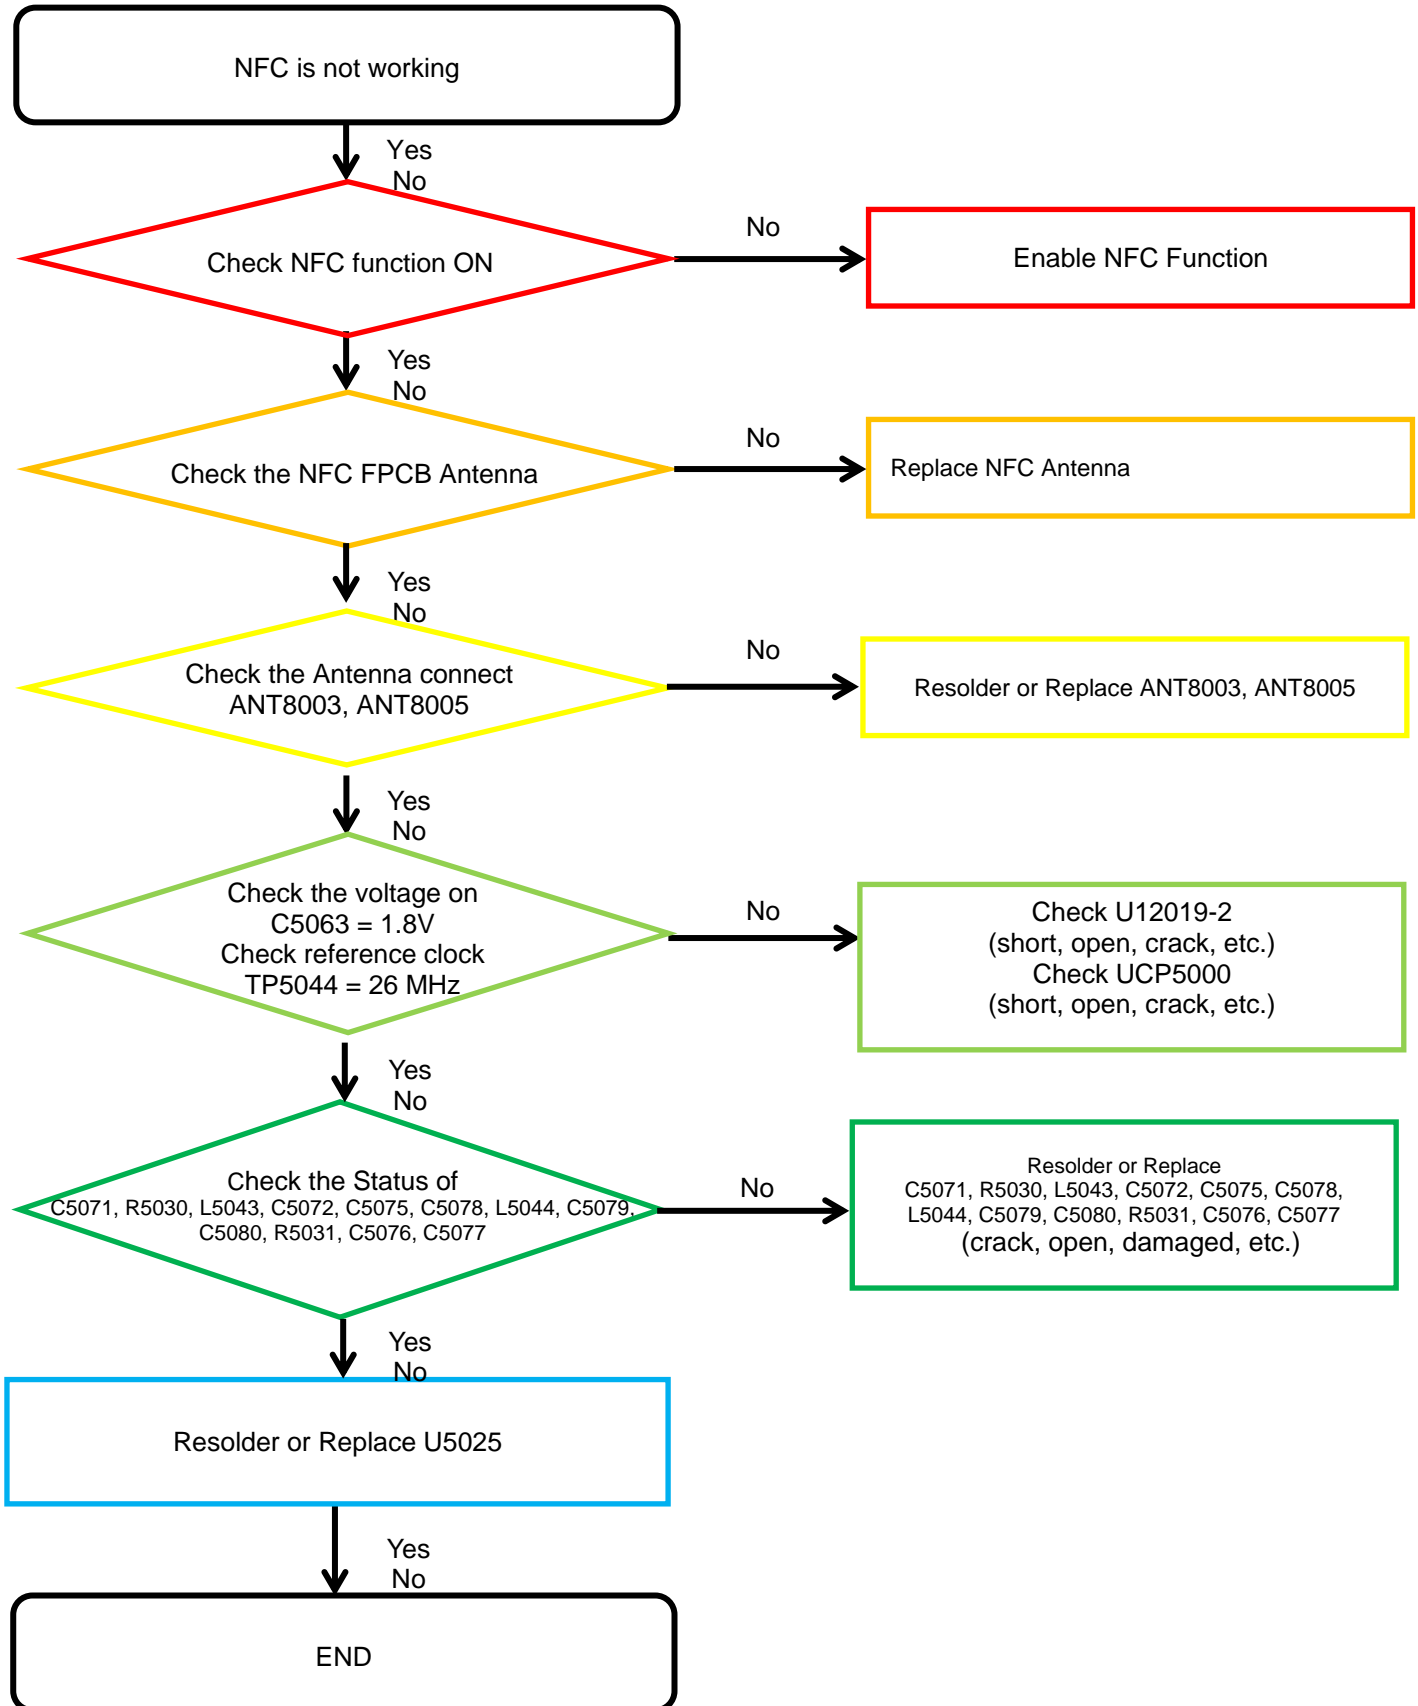 NFC is not working
Yes
No
Check NFC function ON
No
Enable NFC Function
Yes
No
Check the NFC FPCB Antenna
No
Replace NFC Antenna
Yes
No
Check the Antenna connect
ANT8003, ANT8005
No
Resolder or Replace ANT8003, ANT8005
Yes
No
Check the voltage on
C5063 = 1.8V
Check reference clock
TP5044 = 26 MHz
No
Check U12019-2
(short, open, crack, etc.)
Check UCP5000
(short, open, crack, etc.)
Yes
No
Check the Status of
C5071, R5030, L5043, C5072, C5075, C5078, L5044, C5079,
C5080, R5031, C5076, C5077
No
Resolder or Replace
C5071, R5030, L5043, C5072, C5075, C5078,
L5044, C5079, C5080, R5031, C5076, C5077
(crack, open, damaged, etc.)
Yes
No
Resolder or Replace U5025
Yes
No
END